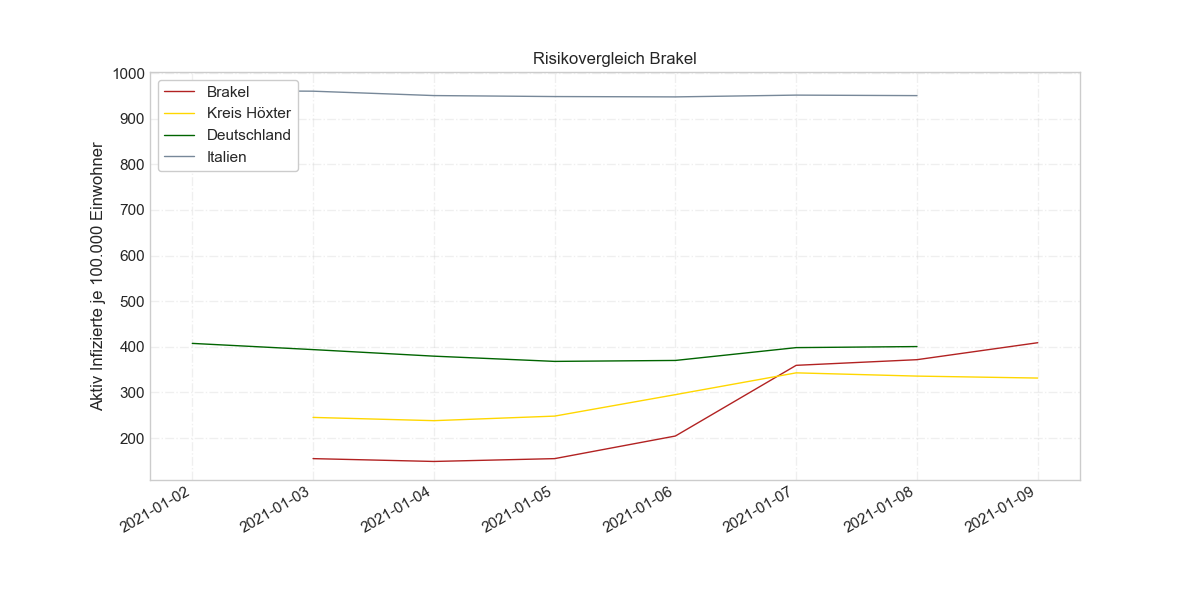 Risikovergleich Brakel
Aktiv Infizierte je 100.000 Einwohner
1000
900
800
700
600
500
400
300
200
Brakel
Kreis Höxter
Deutschland
Italien
2021-01-02
2021-01-03
2021-01-04
2021-01-05
2021-01-06
2021-01-07
2021-01-08
2021-01-09